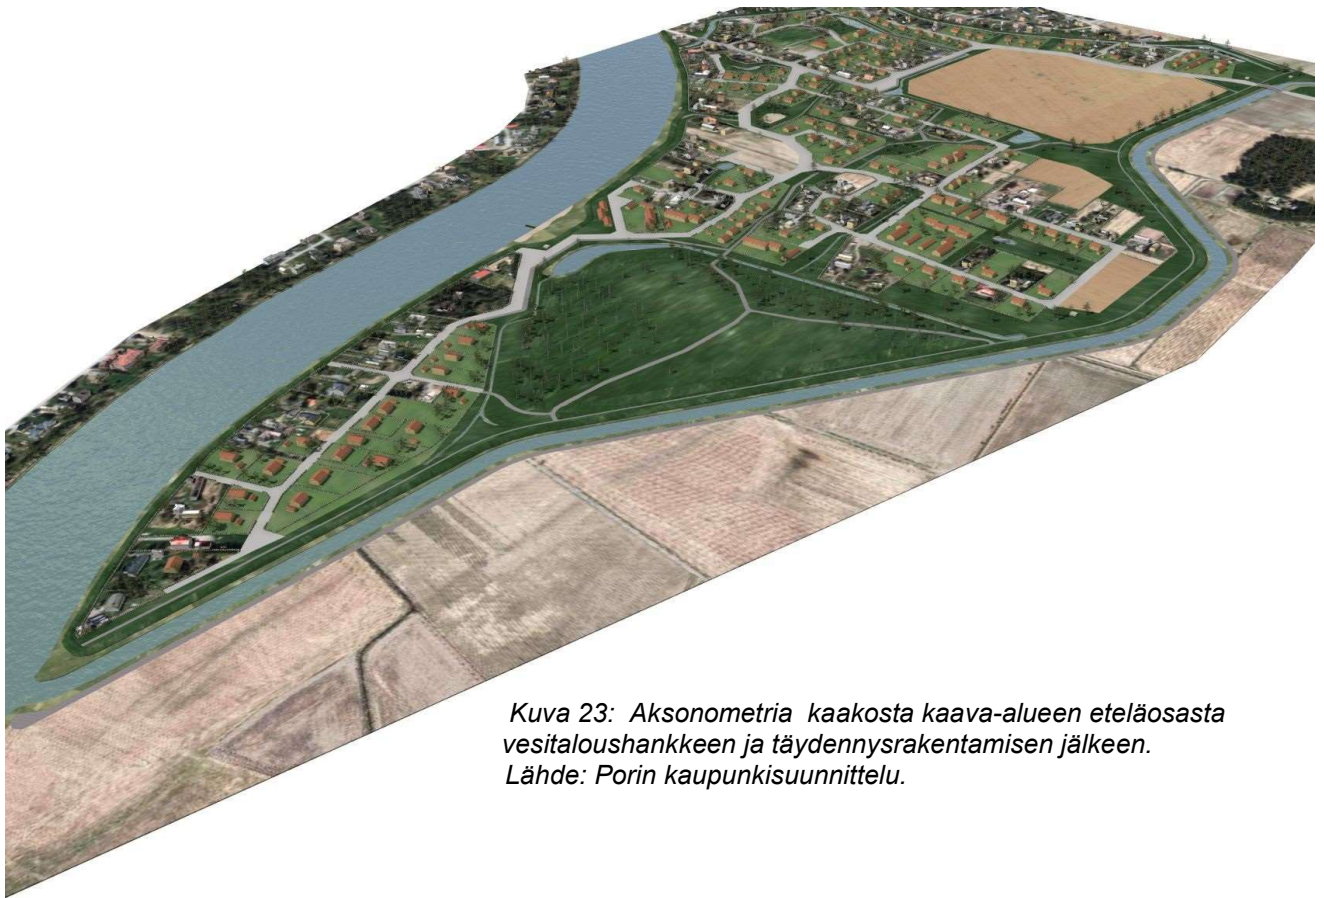 Kuva 23: Aksonometria kaakosta kaava-alueen eteläosasta
vesitaloushankkeen ja täydennysrakentamisen jälkeen.
Lähde: Porin kaupunkisuunnittelu.